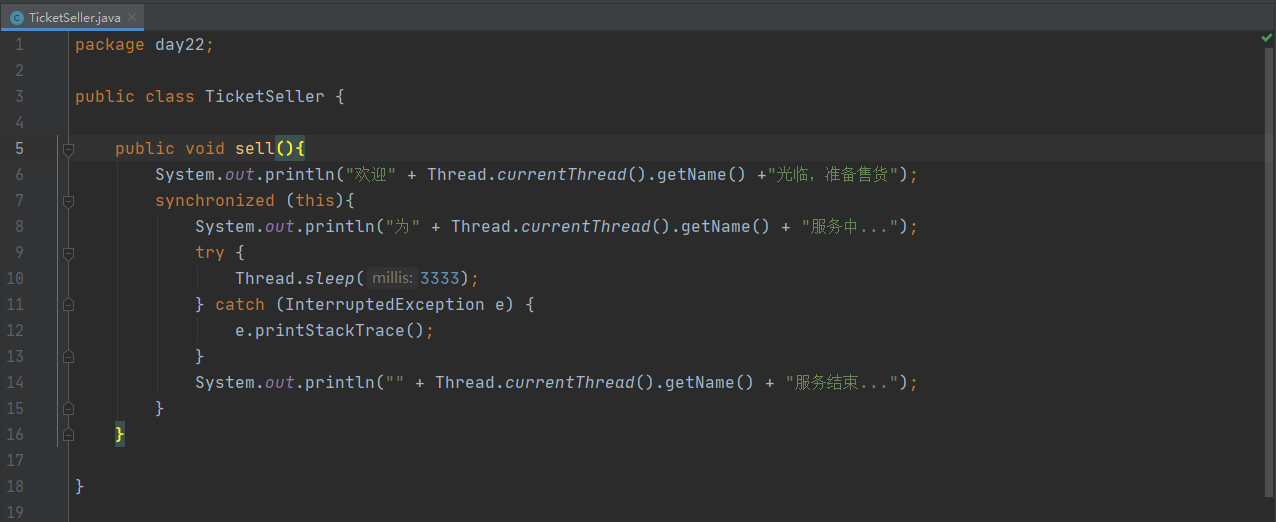 TicketSeller.java
1 package day22;
2
3 public class TicketSeller {
4
5 public void sell(){
6 System.out.println("欢迎" + Thread.currentThread().getName() +"光临，准备售货");
7 synchronized (this){
8 System.out.println("为" + Thread.currentThread().getName() + "服务中...");
9 try {
10 Thread.sleep( millis: 3333);
11 } catch (InterruptedException e) {
12 e.printStackTrace();
13 }
14 System.out.println("" + Thread.currentThread().getName() + "服务结束...");
15 }
16 }
17
18 }
19